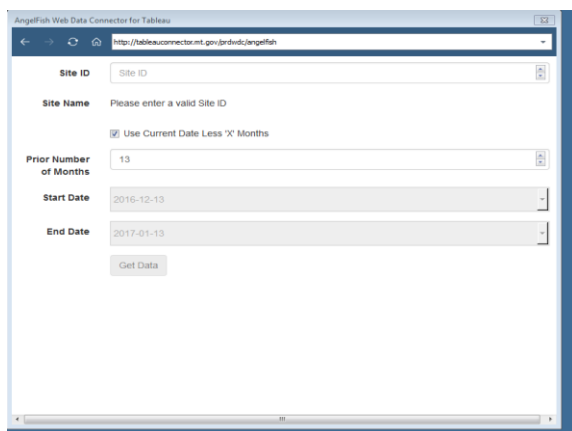 AngelFish Web Data Connector for Tableau
http://tableauconnector.mt.gov/prdwdc/angelfish
Site ID Site ID
Site Name Please enter a valid Site ID
Use Current Date Less 'X' Months
Prior Number
of Months 13
Start Date 2016-12-13
End Date 2017-01-13
Get Data